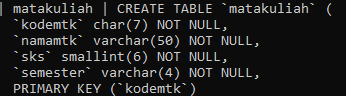 | matakuliah | CREATE TABLE `matakuliah` (
`kodemtk` char(7) NOT NULL,
`namamtk` varchar(50) NOT NULL,
`sks` smallint(6) NOT NULL,
`semester` varchar(4) NOT NULL,
PRIMARY KEY (`kodemtk`)